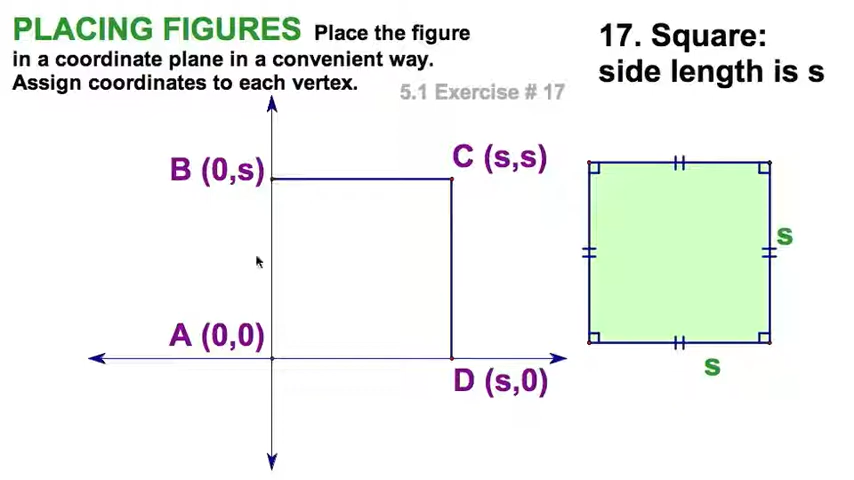 PLACING FIGURES Place the figure
in a coordinate plane in a convenient way.
Assign coordinates to each vertex.
5.1 Exercise # 17
17. Square:
side length is s
B (0,s)
C (s,s)
A (0,0)
D (s,0)
s
s